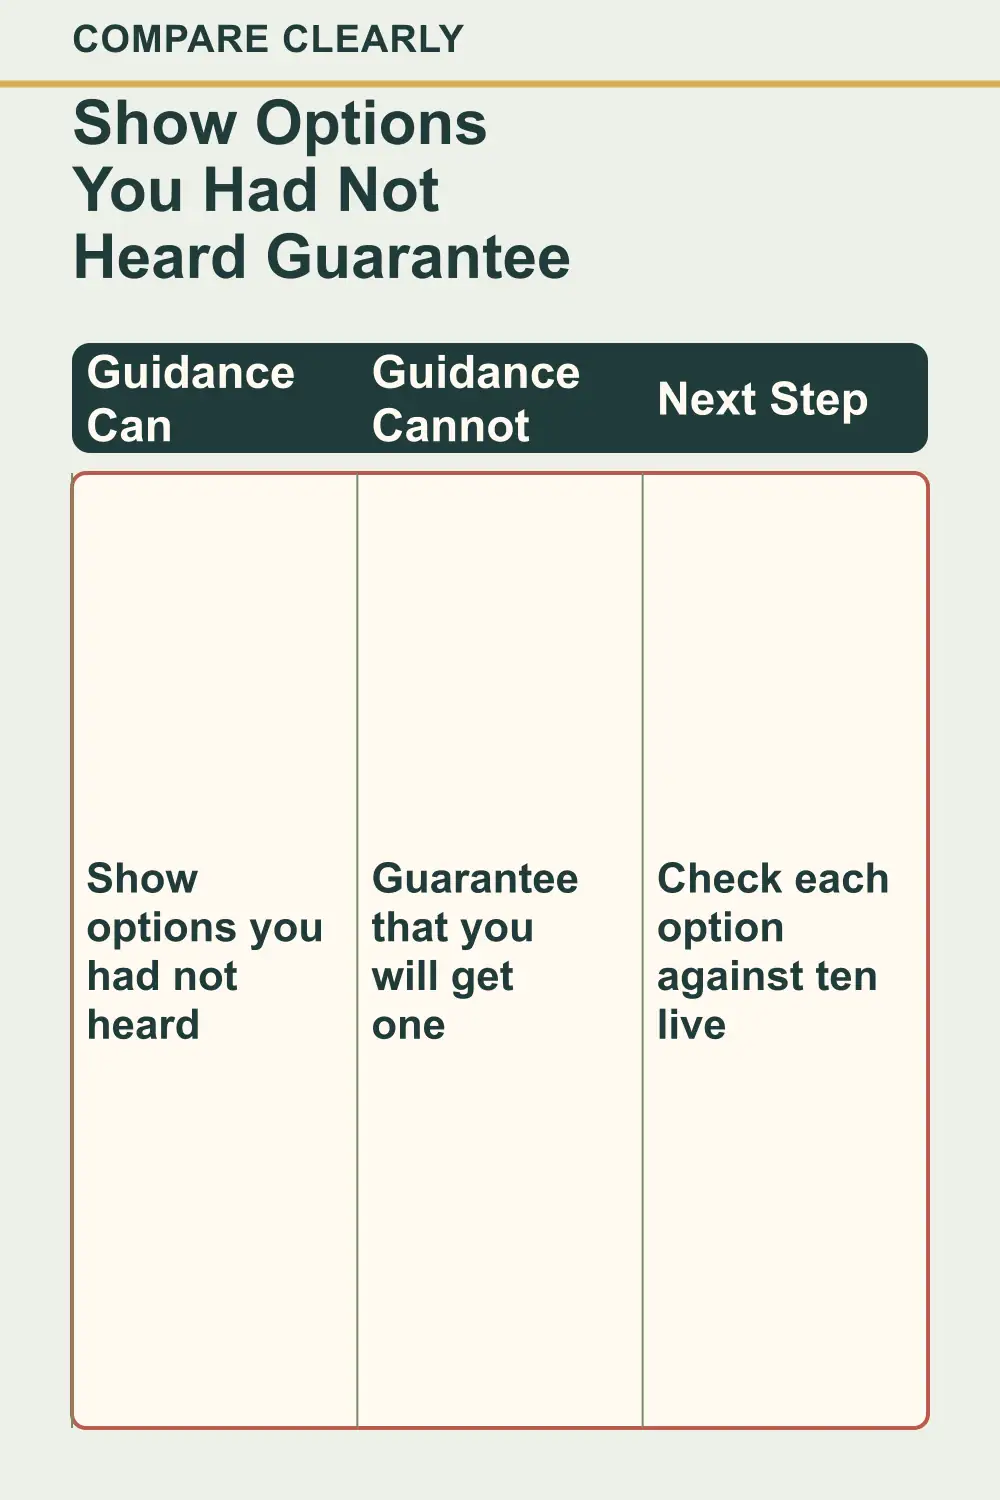 COMPARE CLEARLY
Show Options
You Had Not
Heard Guarantee
Guidance
Can
Guidance
Cannot
Next Step
Show
options you
had not
heard
Guarantee
that you
will get
one
Check each
option
against ten
live